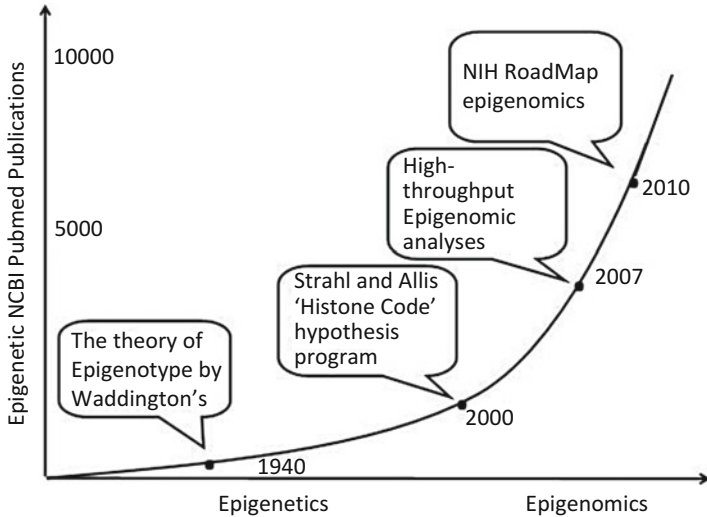 Epigenetic NCBI Pubmed Publications
10000
5000
NIH RoadMap
epigenomics
2010
High-
throughput
Epigenomic
analyses
2007
Strahl and Allis
‘Histone Code’
hypothesis
program
2000
The theory of
Epigenotype by
Waddington’s
1940
Epigenetics
Epigenomics